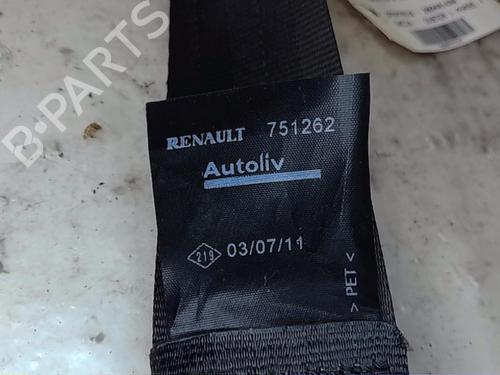 RENAULT 751262
Autoliv
219 03/07/11
> PET <
B-PARTS